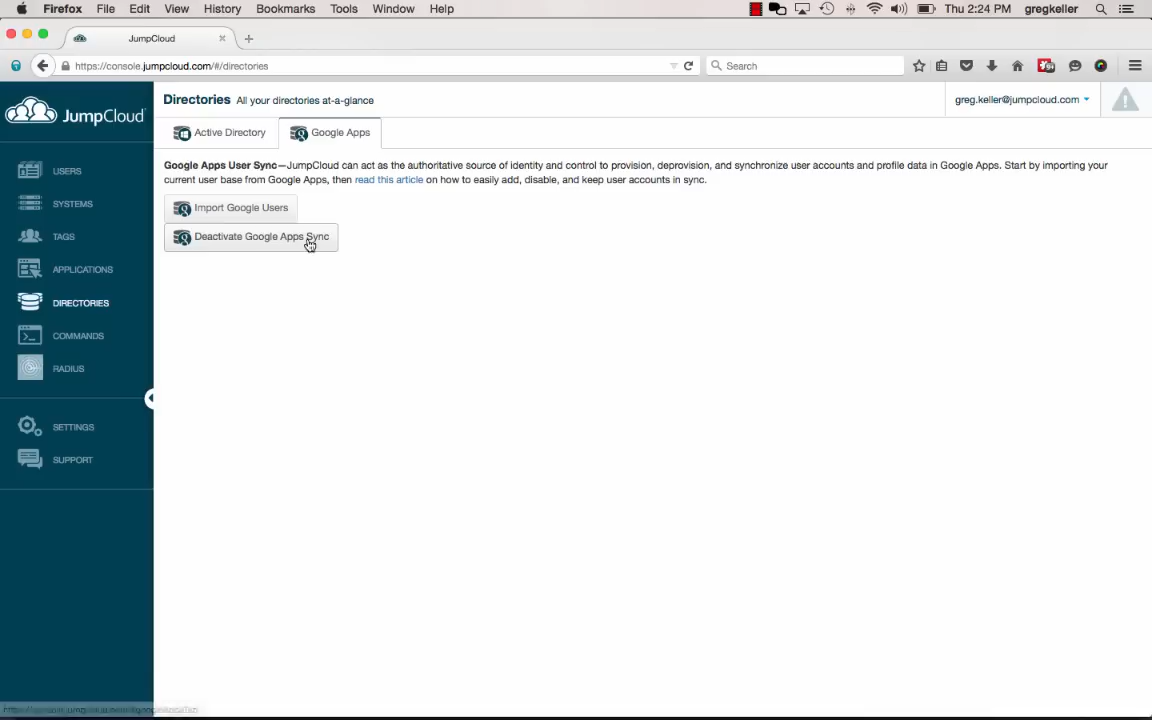 Firefox File Edit View History Bookmarks Tools Window Help Thu 2:24 PM gregkeller
JumpCloud
https://console.jumpcloud.com/#/directories
Search
JumpCloud
Directories All your directories at-a-glance
greg.keller@jumpcloud.com
Active Directory
Google Apps
Google Apps User Sync—JumpCloud can act as the authoritative source of identity and control to provision, deprovision, and synchronize user accounts and profile data in Google Apps. Start by importing your
current user base from Google Apps, then read this article on how to easily add, disable, and keep user accounts in sync.
Import Google Users
Deactivate Google Apps Sync
USERS
SYSTEMS
TAGS
APPLICATIONS
DIRECTORIES
COMMANDS
RADIUS
SETTINGS
SUPPORT